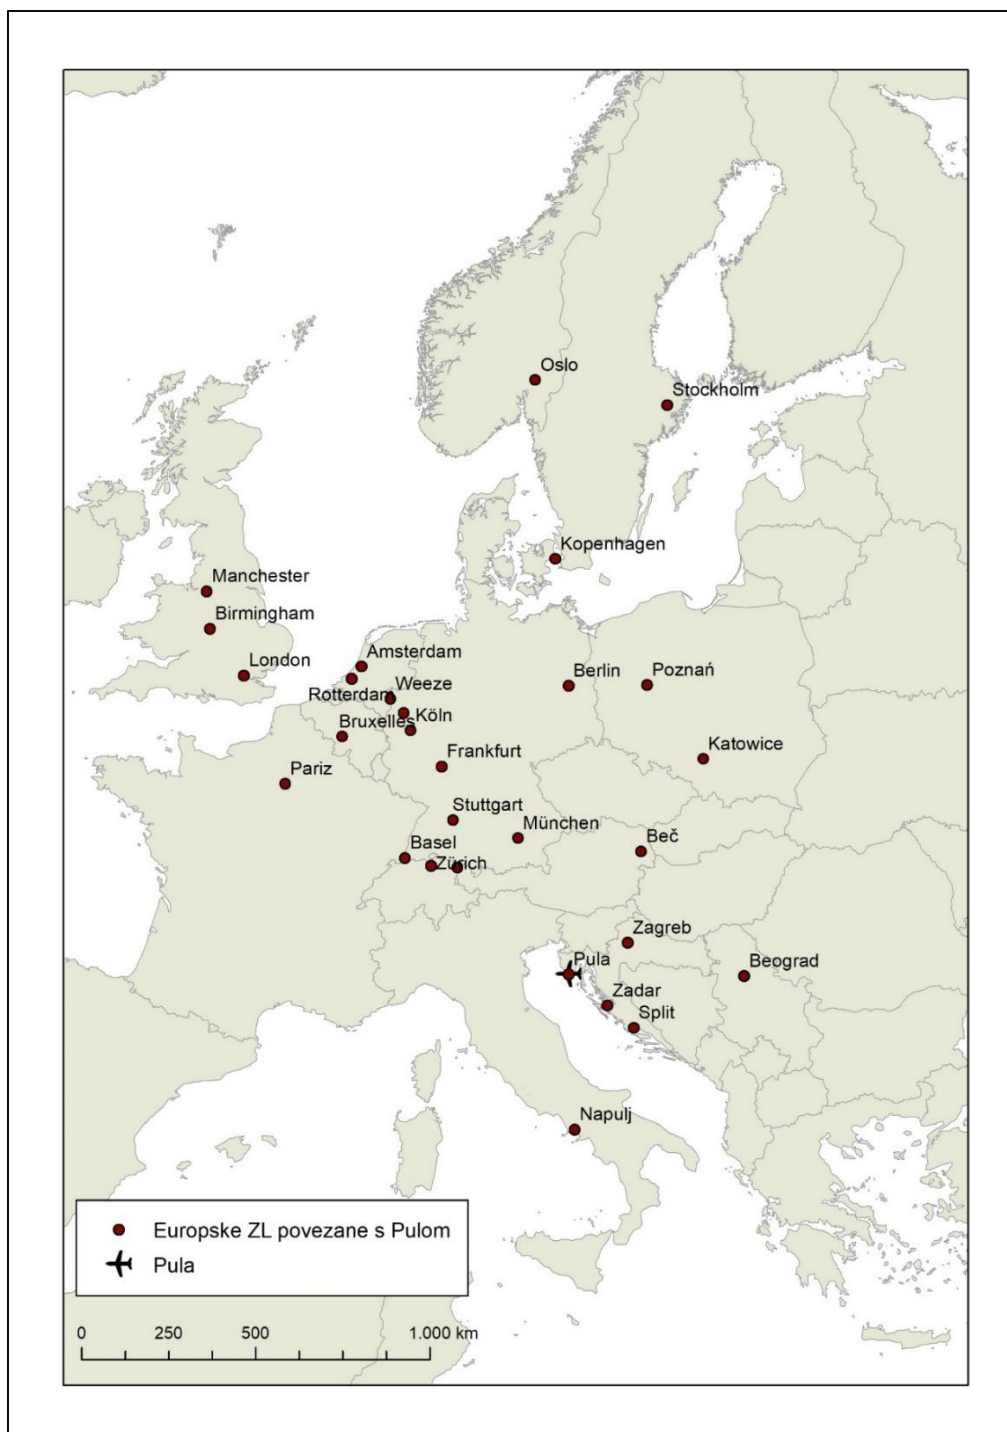 Oslo
Stockholm
Kopenhagen
Manchester
Birmingham
London
Amsterdam
Rotterdam
Weeze
Berlin
Poznań
Bruxelles
Köln
Frankfurt
Katowice
Pariz
Stuttgart
München
Basel
Zürich
Beč
Zagreb
Pula
Beograd
Zadar
Split
Napulj
Europske ZL povezane s Pulom
Pula
0 250 500 1.000 km